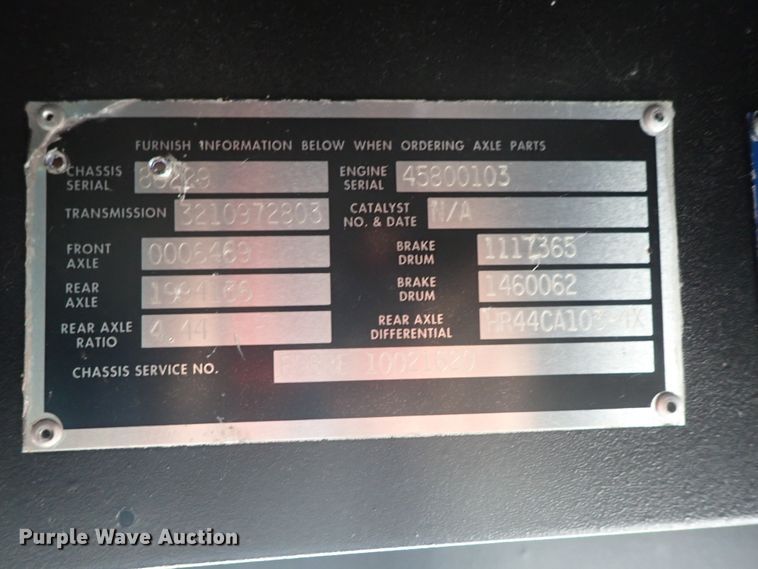 FURNISH INFORMATION BELOW WHEN ORDERING AXLE PARTS
CHASSIS SERIAL
ENGINE SERIAL 45800103
TRANSMISSION 3210972803
CATALYST NO. & DATE N/A
FRONT AXLE 0006469
BRAKE DRUM 1117365
REAR AXLE
BRAKE DRUM 1460062
REAR AXLE RATIO 4.44
REAR AXLE DIFFERENTIAL
CHASSIS SERVICE NO.
Purple Wave Auction